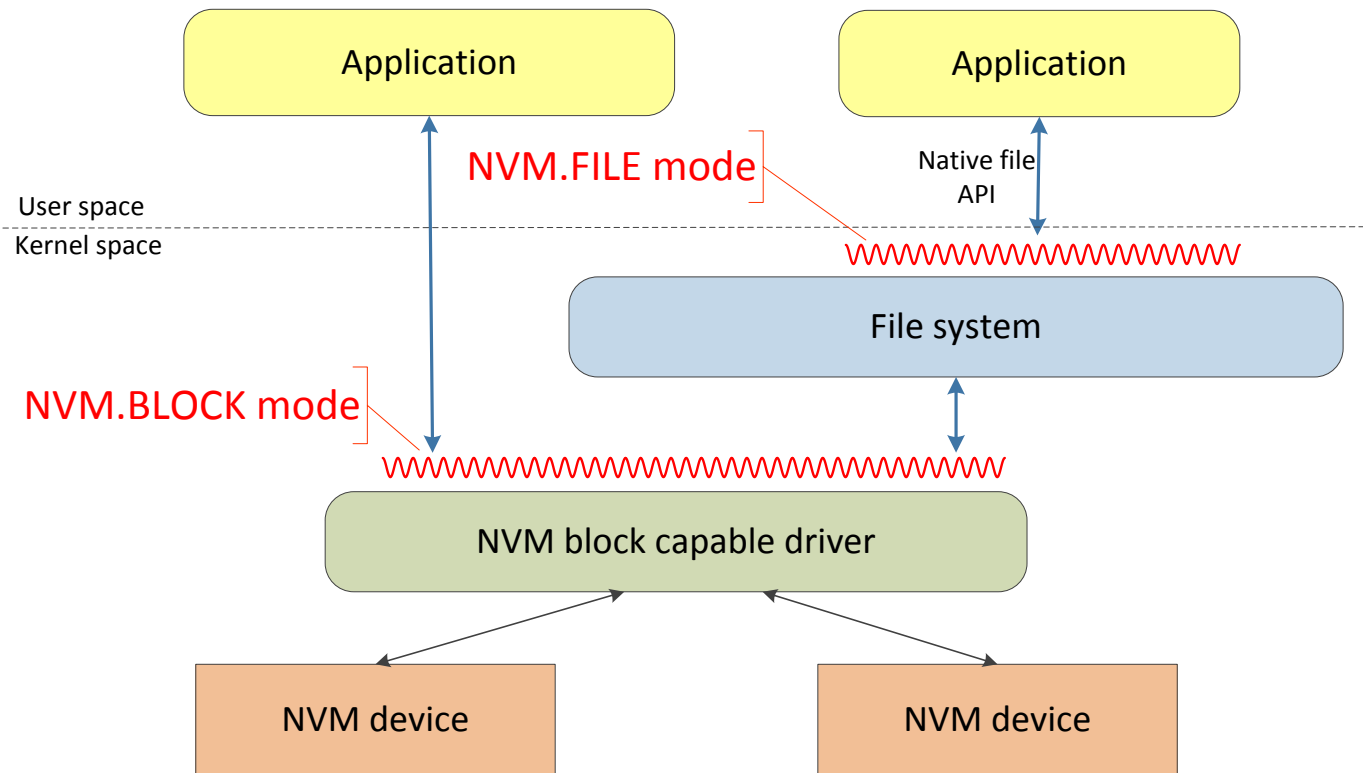 Application
Application
NVM.FILE mode
Native file
API
User space
Kernel space
File system
NVM.BLOCK mode
NVM block capable driver
NVM device
NVM device